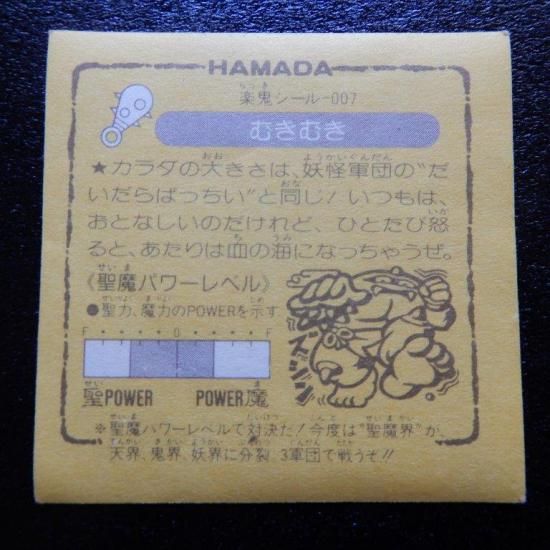 HAMADA
楽鬼シール-007
むきむき
★カラダの大きさは、妖怪軍団の“だ
いだらぼっちい”と同じ!いつもは、
おとなしいのだけれど、ひとたび怒
ると、あたりは血の海になっちゃうぜ。
《聖魔パワーレベル》
●聖力、魔力のPOWERを示す
F・・・・0・・・・F
聖POWER POWER魔
ズシン
※聖魔パワーレベルで対決だ!今度は“聖魔界”が、
天界、鬼界、妖界に分裂、3軍団で戦うぞ!!